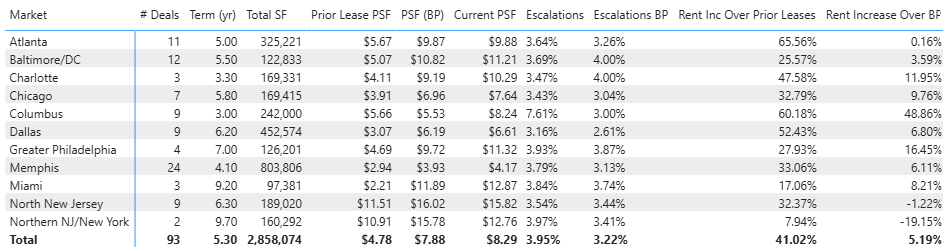 Market # Deals Term (yr) Total SF Prior Lease PSF PSF (BP) Current PSF Escalations Escalations BP Rent Inc Over Prior Leases Rent Increase Over BP
Atlanta 11 5.00 325,221 $5.67 $9.87 $9.88 3.64% 3.26% 65.56% 0.16%
Baltimore/DC 12 5.50 122,833 $5.07 $10.82 $11.21 3.69% 4.00% 25.57% 3.59%
Charlotte 3 3.30 169,331 $4.11 $9.19 $10.29 3.47% 4.00% 47.58% 11.95%
Chicago 7 5.80 169,415 $3.91 $6.96 $7.64 3.43% 3.04% 32.79% 9.76%
Columbus 9 3.00 242,000 $5.66 $5.53 $8.24 7.61% 3.00% 60.18% 48.86%
Dallas 9 6.20 452,574 $3.07 $6.19 $6.61 3.16% 2.61% 52.43% 6.80%
Greater Philadelphia 4 7.00 126,201 $4.69 $9.72 $11.32 3.93% 3.87% 27.93% 16.45%
Memphis 24 4.10 803,806 $2.94 $3.93 $4.17 3.79% 3.13% 33.06% 6.11%
Miami 3 9.20 97,381 $2.21 $11.89 $12.87 3.84% 3.74% 17.06% 8.21%
North New Jersey 9 6.30 189,020 $11.51 $16.02 $15.82 3.54% 3.44% 32.37% -1.22%
Northern NJ/New York 2 9.70 160,292 $10.91 $15.78 $12.76 3.97% 3.41% 7.94% -19.15%
Total 93 5.30 2,858,074 $4.78 $7.88 $8.29 3.95% 3.22% 41.02% 5.19%